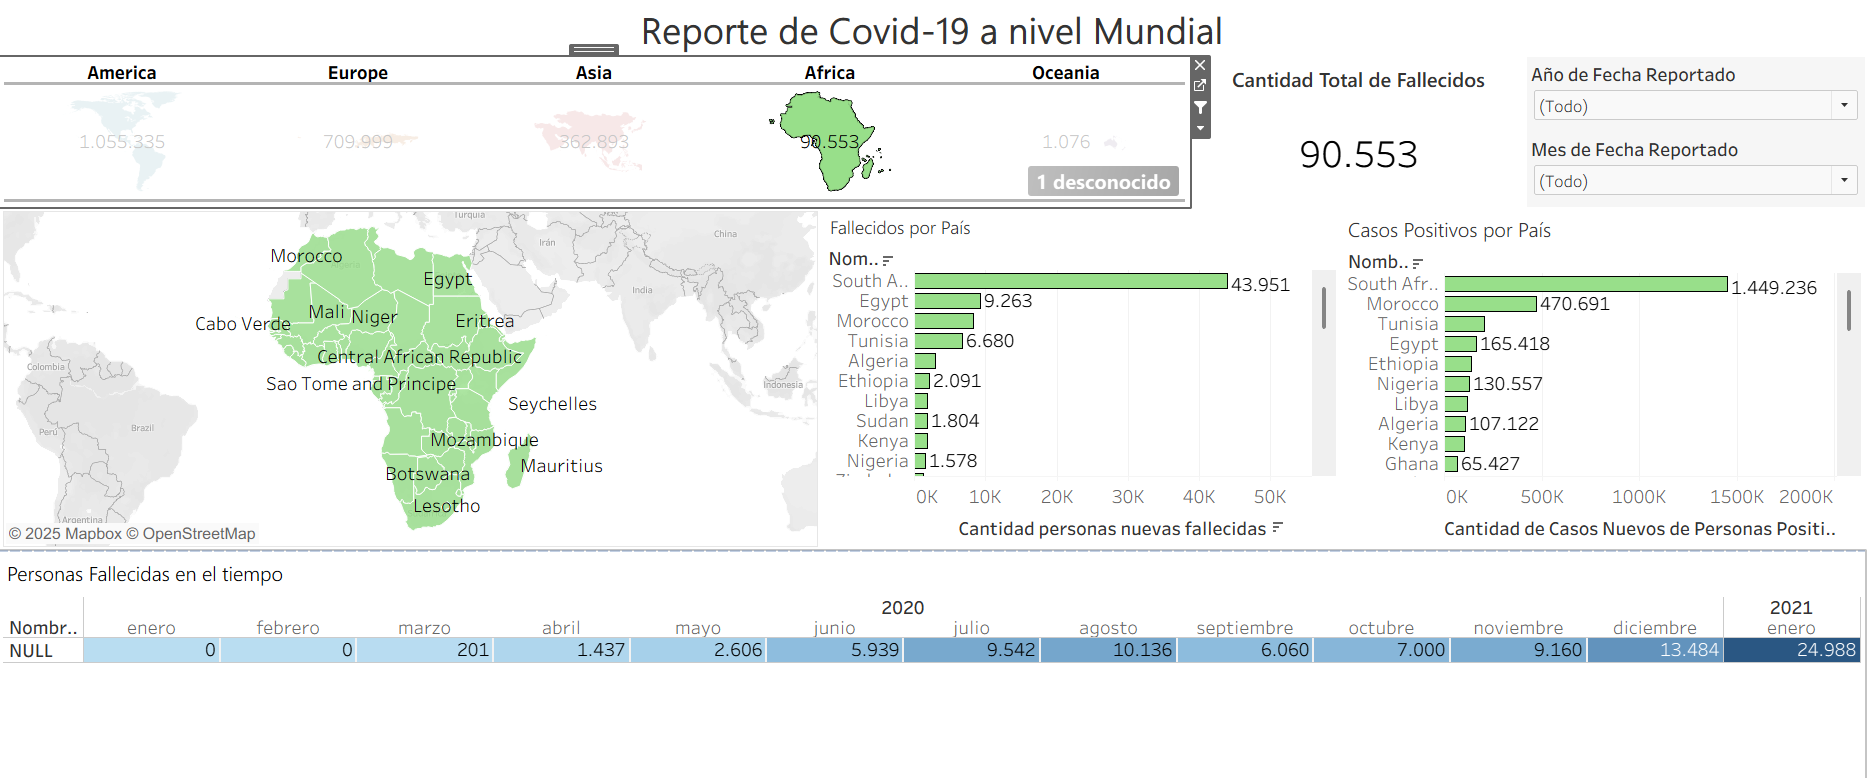 Reporte de Covid-19 a nivel Mundial
America Europe Asia Africa Oceania
1.055.335 709.999 362.893 90.553 1.076
1 desconocido
Cantidad Total de Fallecidos
90.553
Año de Fecha Reportado
(Todo)
Mes de Fecha Reportado
(Todo)
Turquía
China
Irán
India
Indonesia
Colombia
Perú
Brazil
Argentina
Morocco
Egypt
Mali Niger
Cabo Verde
Eritrea
Central African Republic
Sao Tome and Principe
Seychelles
Mozambique
Mauritius
Botswana
Lesotho
© 2025 Mapbox © OpenStreetMap
Fallecidos por País
Nom..
South A.. 43.951
Egypt 9.263
Morocco
Tunisia 6.680
Algeria
Ethiopia 2.091
Libya
Sudan 1.804
Kenya
Nigeria 1.578
0K 10K 20K 30K 40K 50K
Cantidad personas nuevas fallecidas
Casos Positivos por País
Nomb..
South Afr.. 1.449.236
Morocco 470.691
Tunisia
Egypt 165.418
Ethiopia
Nigeria 130.557
Libya
Algeria 107.122
Kenya
Ghana 65.427
0K 500K 1000K 1500K 2000K
Cantidad de Casos Nuevos de Personas Positi..
Personas Fallecidas en el tiempo
2020 2021
Nombr.. enero febrero marzo abril mayo junio julio agosto septiembre octubre noviembre diciembre enero
NULL 0 0 201 1.437 2.606 5.939 9.542 10.136 6.060 7.000 9.160 13.484 24.988